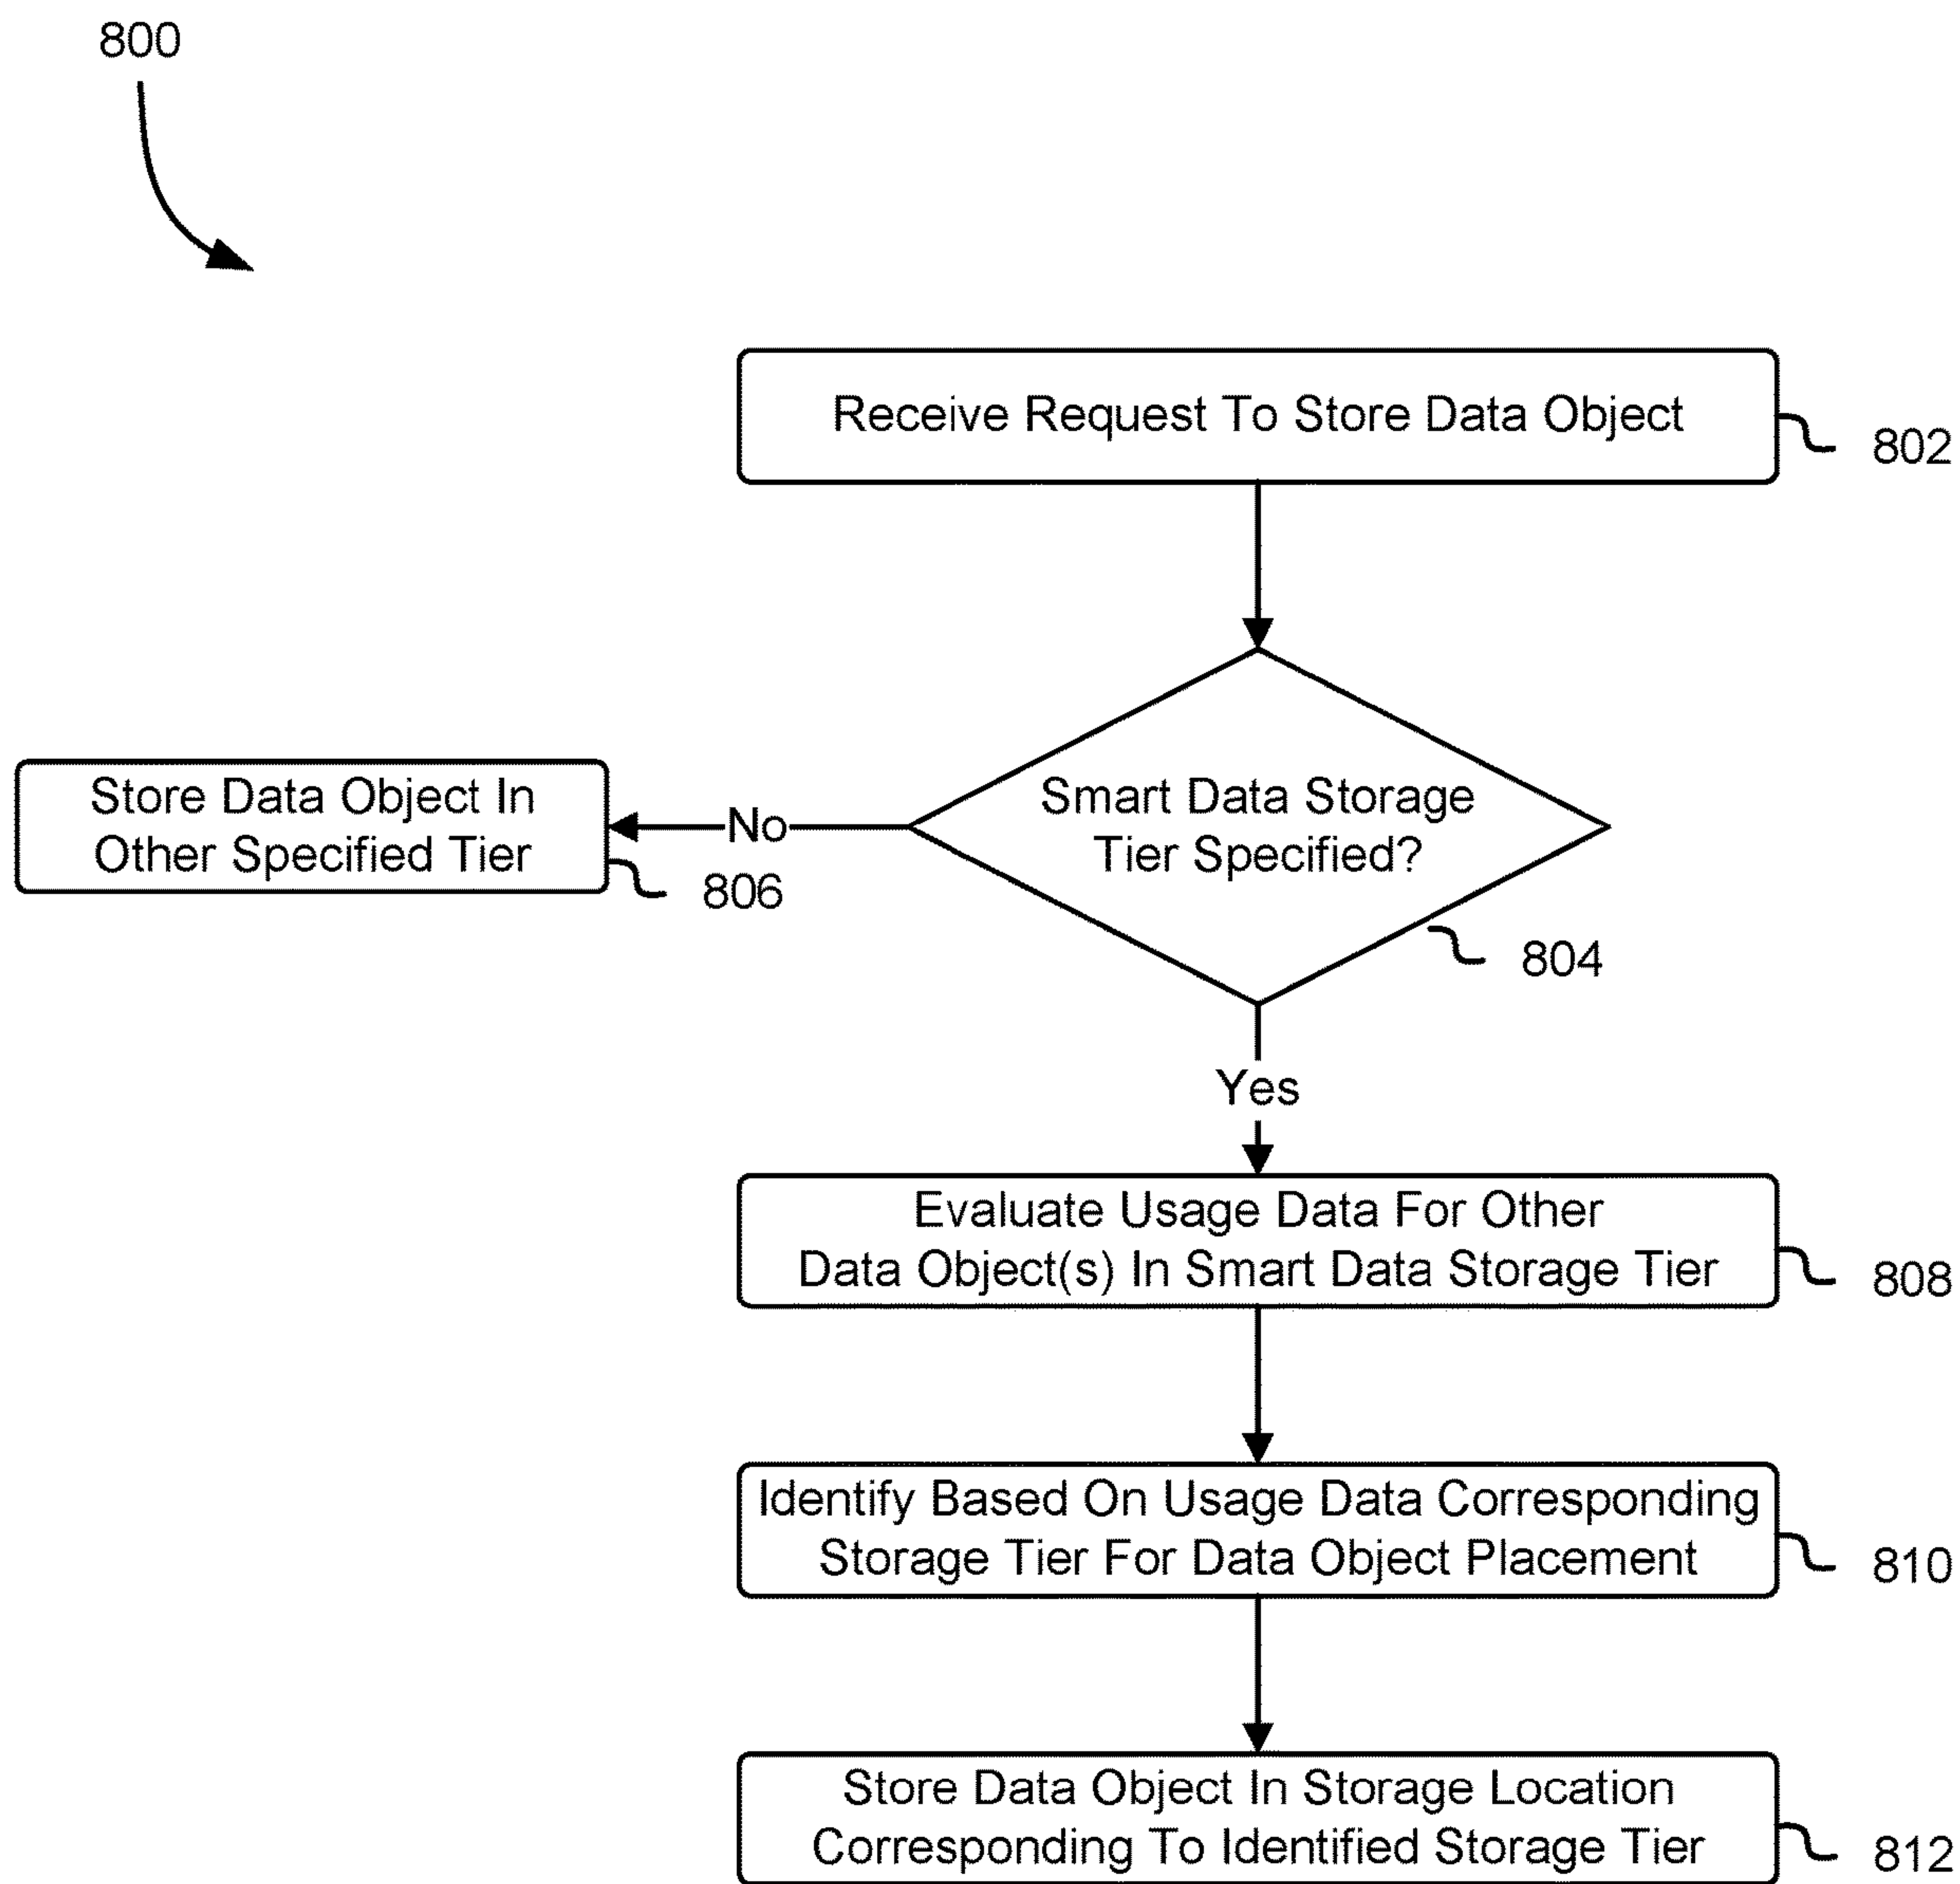 800
Receive Request To Store Data Object
802
Smart Data Storage
Tier Specified?
804
No
Store Data Object In
Other Specified Tier
806
Yes
Evaluate Usage Data For Other
Data Object(s) In Smart Data Storage Tier
808
Identify Based On Usage Data Corresponding
Storage Tier For Data Object Placement
810
Store Data Object In Storage Location
Corresponding To Identified Storage Tier
812